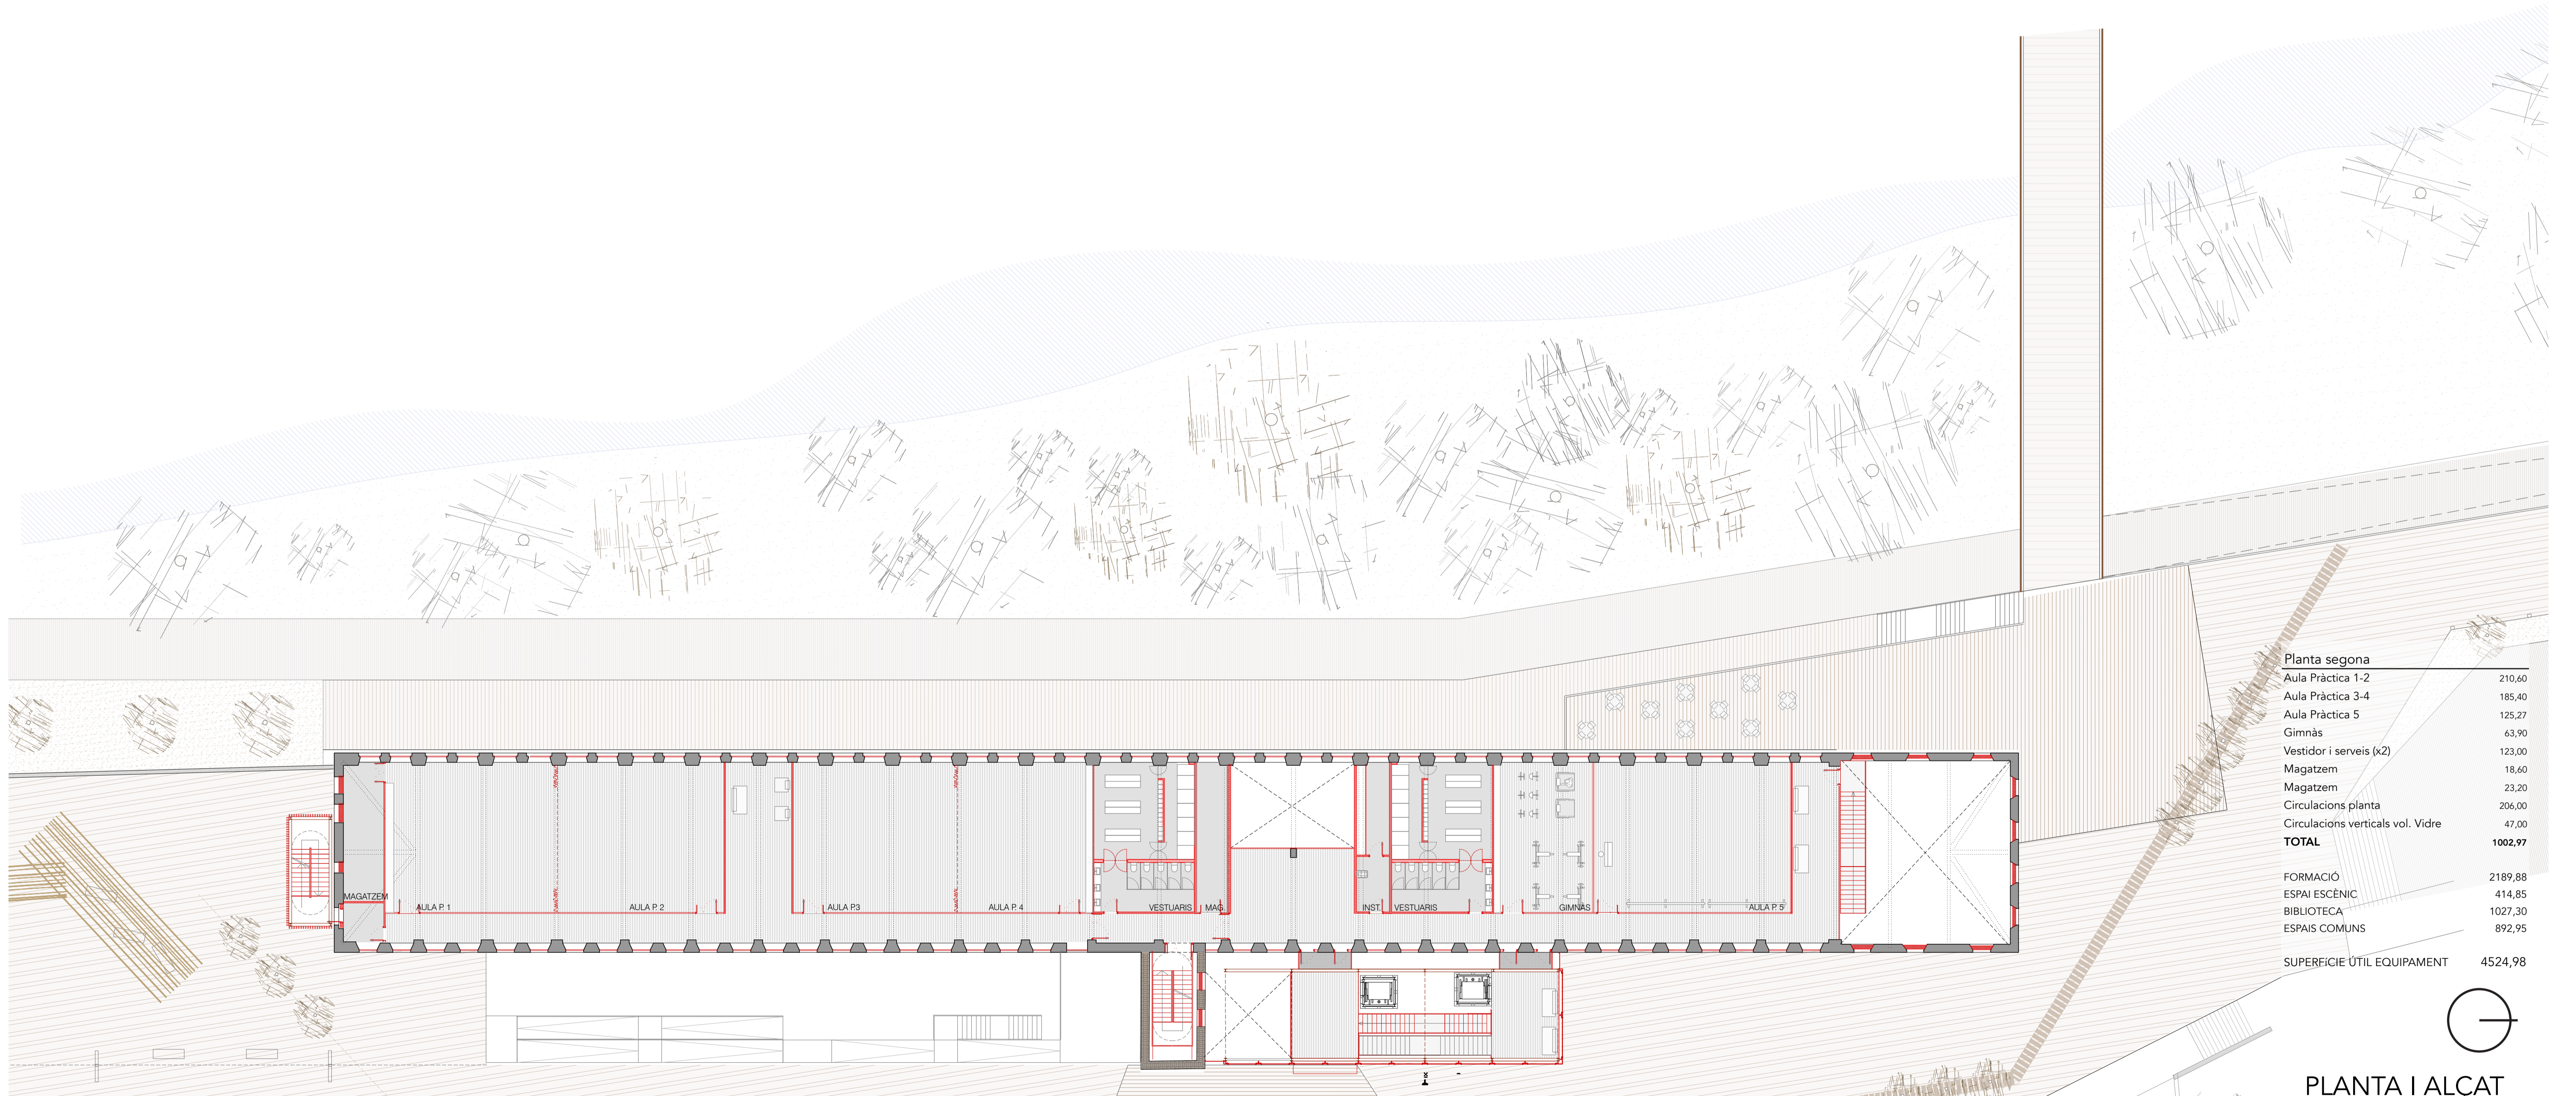 Planta segona
Aula Pràctica 1-2 210,60
Aula Pràctica 3-4 185,40
Aula Pràctica 5 125,27
Gimnàs 63,90
Vestidor i serveis (x2) 123,00
Magatzem 18,60
Magatzem 23,20
Circulacions planta 206,00
Circulacions verticals vol. Vidre 47,00
TOTAL 1002,97
FORMACIÓ 2189,88
ESPAI ESCÈNIC 414,85
BIBLIOTECA 1027,30
ESPAIS COMUNS 892,95
SUPERFíCIE ÚTIL EQUIPAMENT 4524,98
MAGATZEM
AULA P. 1
AULA P. 2
AULA P.3
AULA P. 4
VESTUARIS
MAG.
INST.
VESTUARIS
GIMNÀS
AULA P. 5
PLANTA I ALÇAT